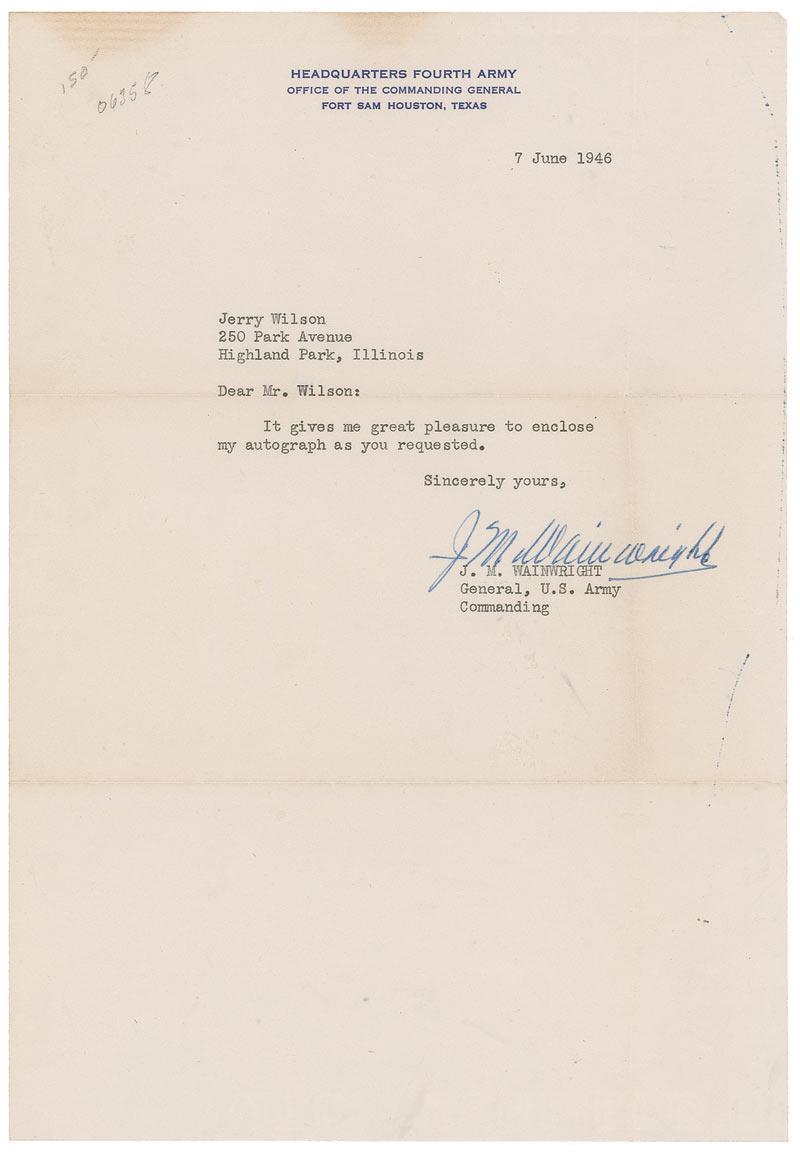 150
HEADQUARTERS FOURTH ARMY
OFFICE OF THE COMMANDING GENERAL
FORT SAM HOUSTON, TEXAS
7 June 1946
Jerry Wilson
250 Park Avenue
Highland Park, Illinois
Dear Mr. Wilson:
It gives me great pleasure to enclose
my autograph as you requested.
Sincerely yours,
J M Wainwright
J. M. WAINWRIGHT
General, U.S. Army
Commanding